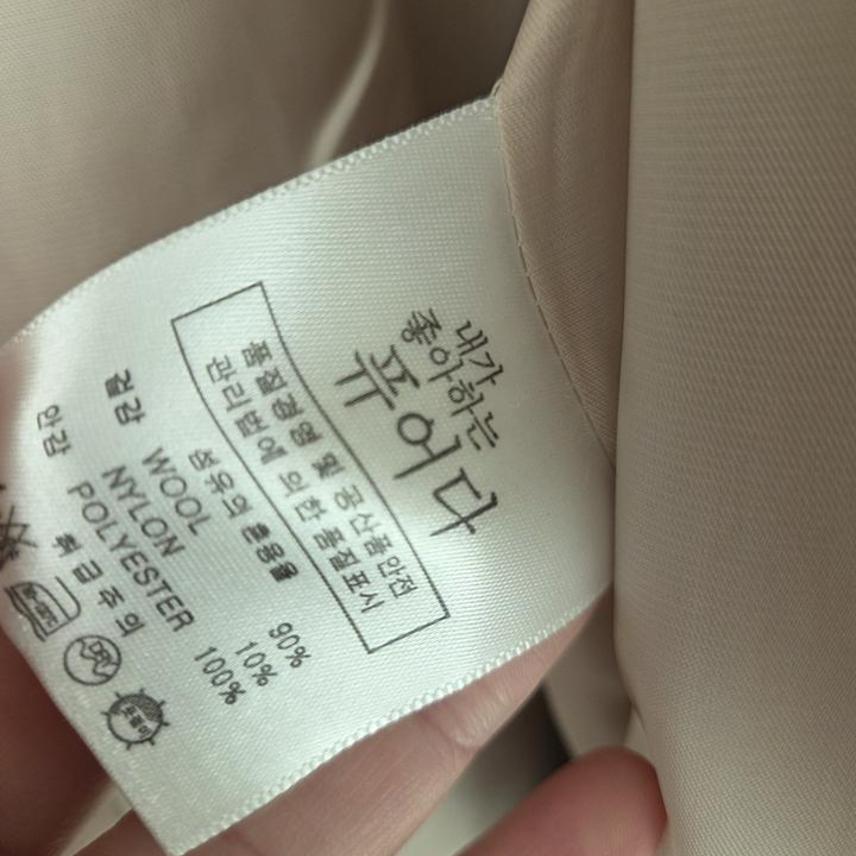 내가
좋아하는
퓨어다
품질경영 및 공산품안전
관리법에 의한 품질표시
섬유의 혼용율
겉감 WOOL 90%
NYLON 10%
안감 POLYESTER 100%
취급주의